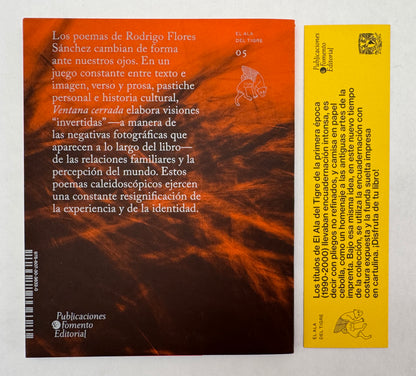 Los poemas de Rodrigo Flores
Sánchez cambian de forma
ante nuestros ojos. En un
juego constante entre texto e
imagen, verso y prosa, pastiche
personal e historia cultural,
Ventana cerrada elabora visiones
“invertidas” —a manera de
las negativas fotográficas que
aparecen a lo largo del libro—
de las relaciones familiares y la
percepción del mundo. Estos
poemas caleidoscópicos ejercen
una constante resignificación de
la experiencia y de la identidad.
EL ALA
DEL TIGRE
05
Publicaciones
fomento
Editorial
Publicaciones
fomento
Editorial
Los títulos de El Ala del Tigre de la primera época
(1990-2000) llevaban encuadernación intonsa, es
decir con pliegos no refinados, y camisa en papel
cebolla, como un homenaje a las antiguas artes de la
imprenta. Bajo esa misma idea, en este nuevo tiempo
de la colección, se utiliza la encuadernación con
costura expuesta y la funda suelta impresa
en cartulina. ¡Disfruta de tu libro!
EL ALA
DEL TIGRE